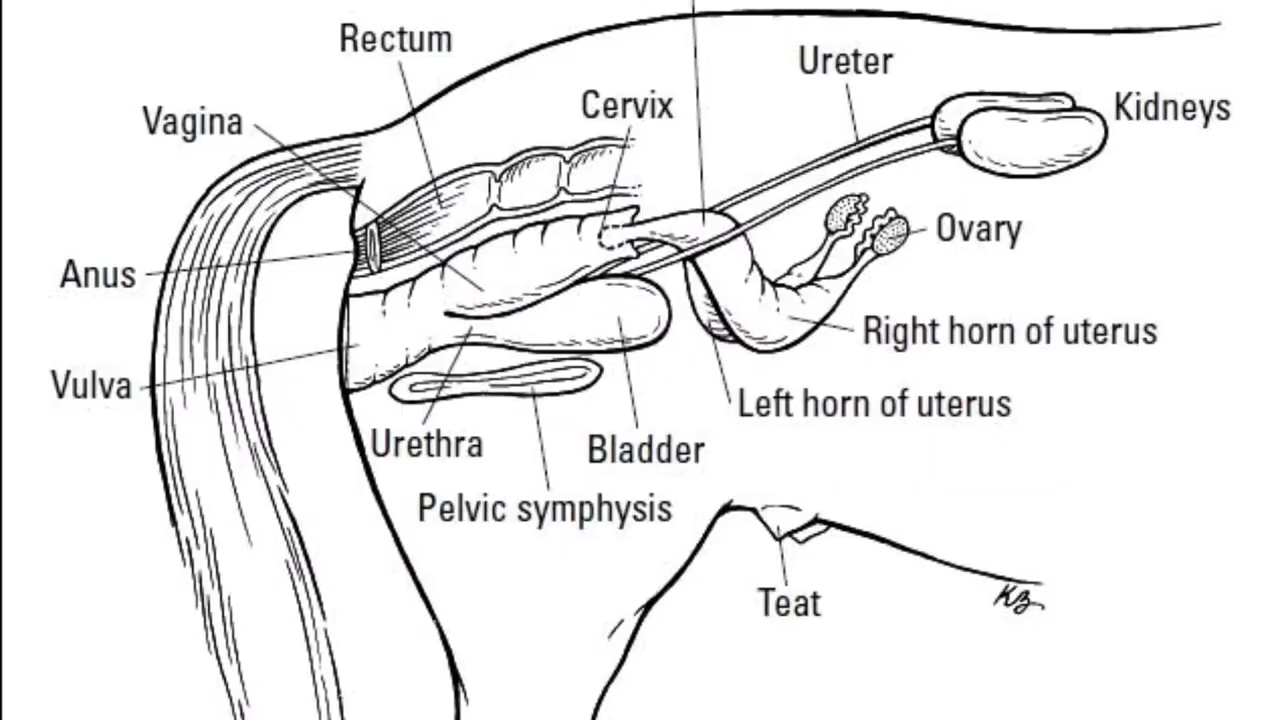 Rectum
Ureter
Cervix
Kidneys
Vagina
Ovary
Anus
Right horn of uterus
Vulva
Left horn of uterus
Urethra
Bladder
Pelvic symphysis
Teat